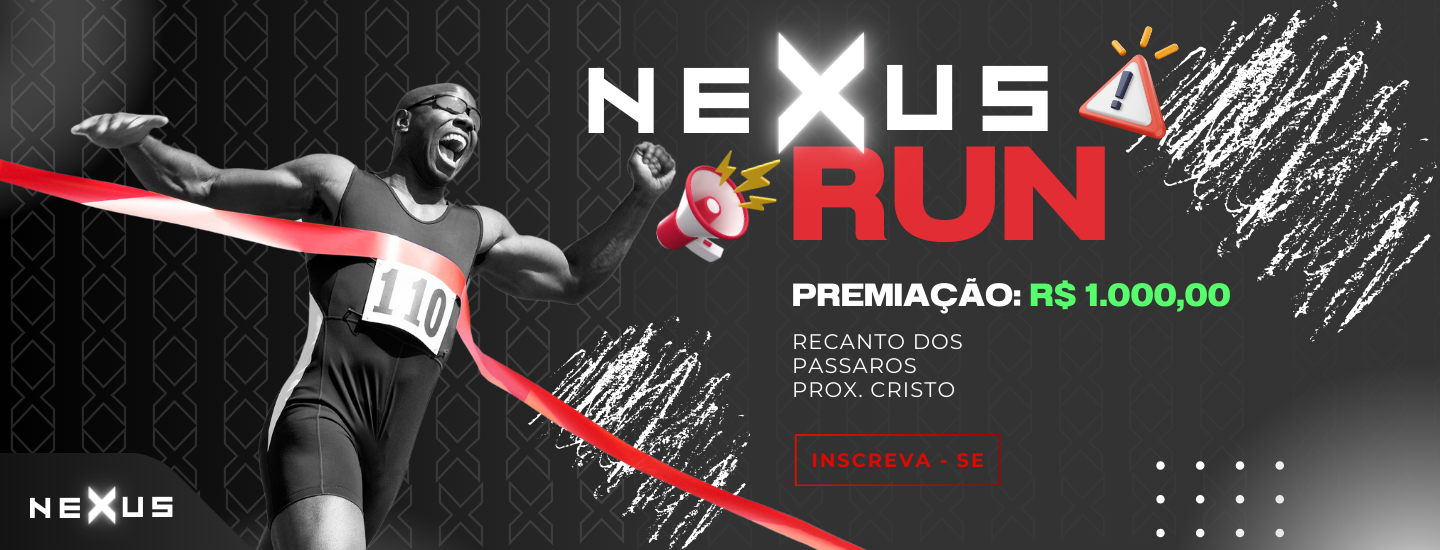 NEXUS
RUN
PREMIAÇÃO: R$ 1.000,00
RECANTO DOS
PASSAROS
PROX. CRISTO
INSCREVA - SE
110
NEXUS